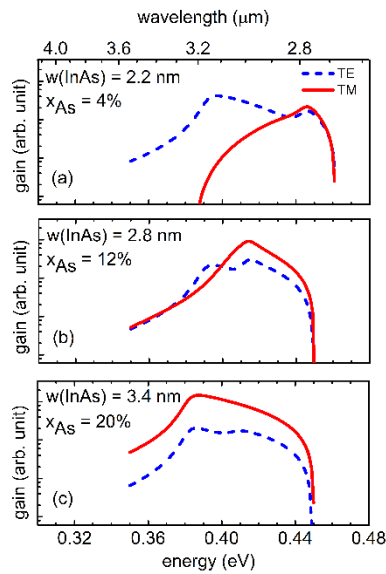 wavelength (μm)
4.0 3.5 3.2 2.8
w(InAs) = 2.2 nm
x_As = 4%
TE
TM
gain (arb. unit)
(a)
w(InAs) = 2.8 nm
x_As = 12%
gain (arb. unit)
(b)
w(InAs) = 3.4 nm
x_As = 20%
gain (arb. unit)
(c)
0.32 0.36 0.40 0.44 0.48
energy (eV)